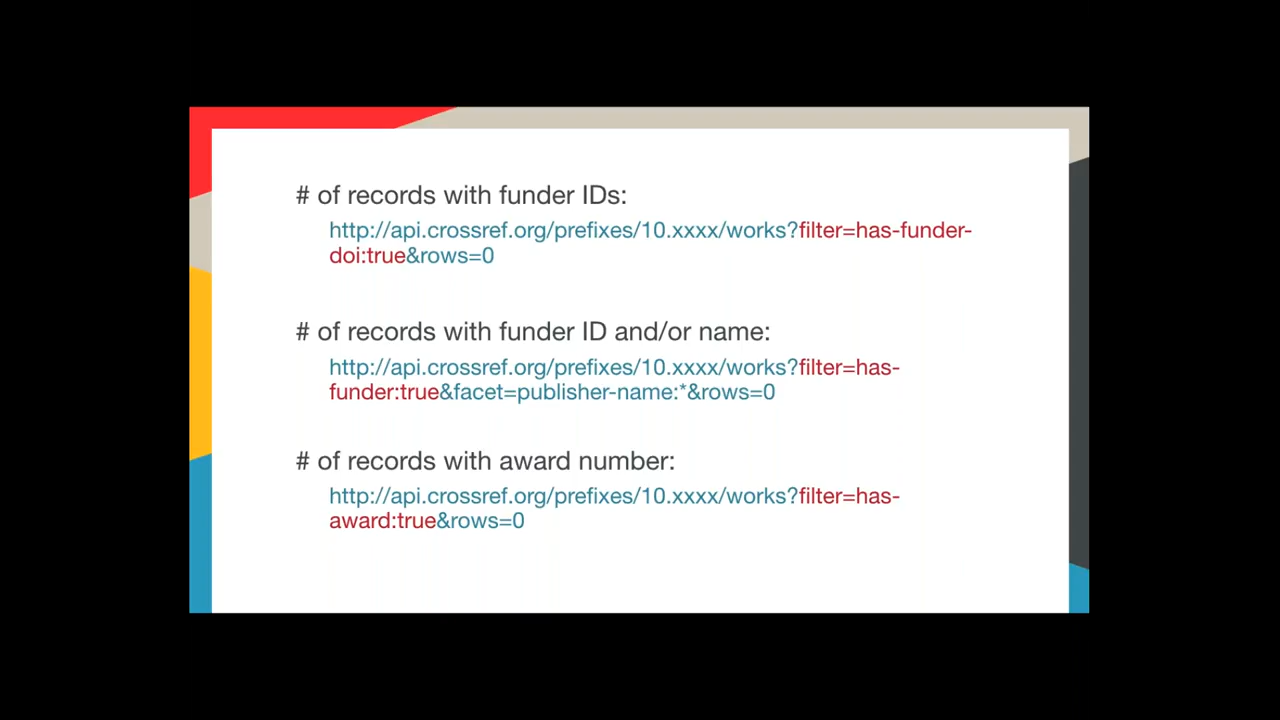 # of records with funder IDs:
http://api.crossref.org/prefixes/10.xxxx/works?filter=has-funder-
doi:true&rows=0
# of records with funder ID and/or name:
http://api.crossref.org/prefixes/10.xxxx/works?filter=has-
funder:true&facet=publisher-name:*&rows=0
# of records with award number:
http://api.crossref.org/prefixes/10.xxxx/works?filter=has-
award:true&rows=0